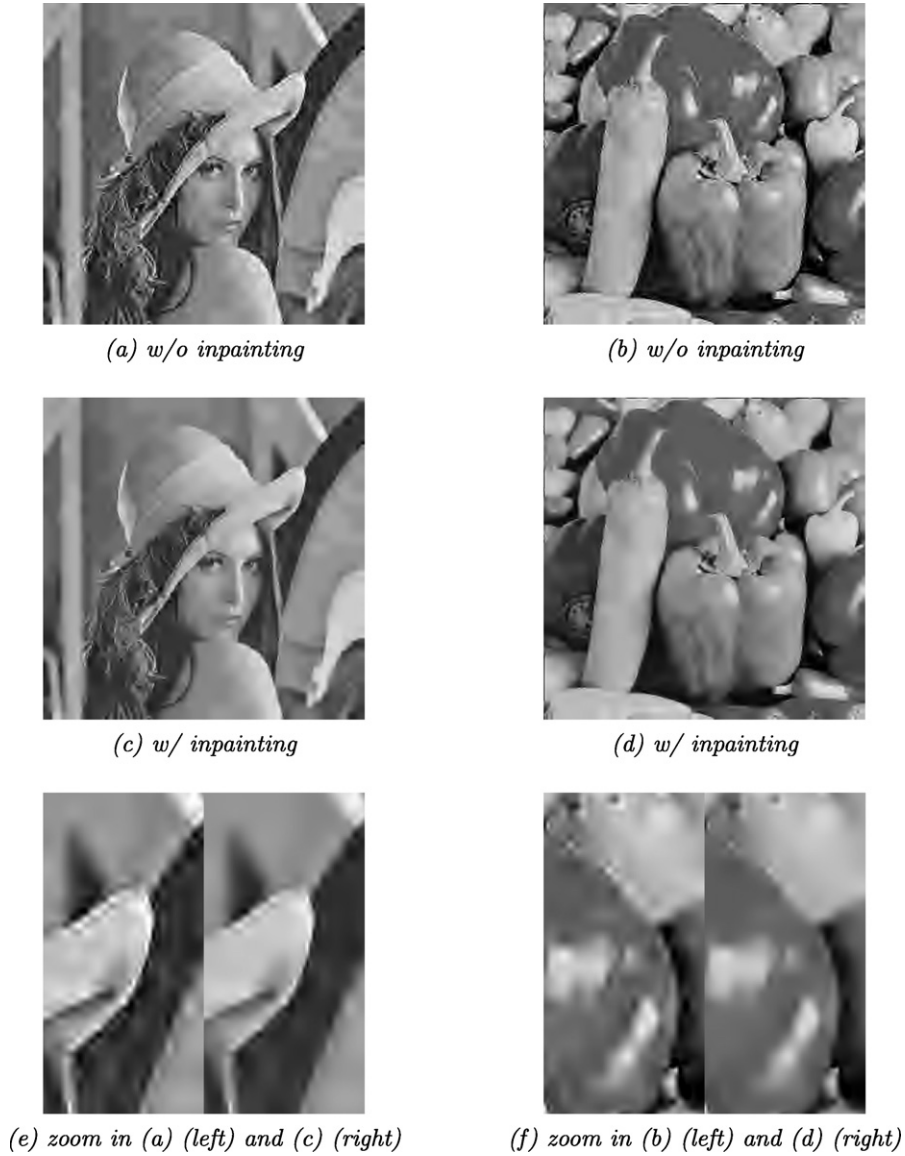 (a) w/o inpainting
(b) w/o inpainting
(c) w/ inpainting
(d) w/ inpainting
(e) zoom in (a) (left) and (c) (right)
(f) zoom in (b) (left) and (d) (right)